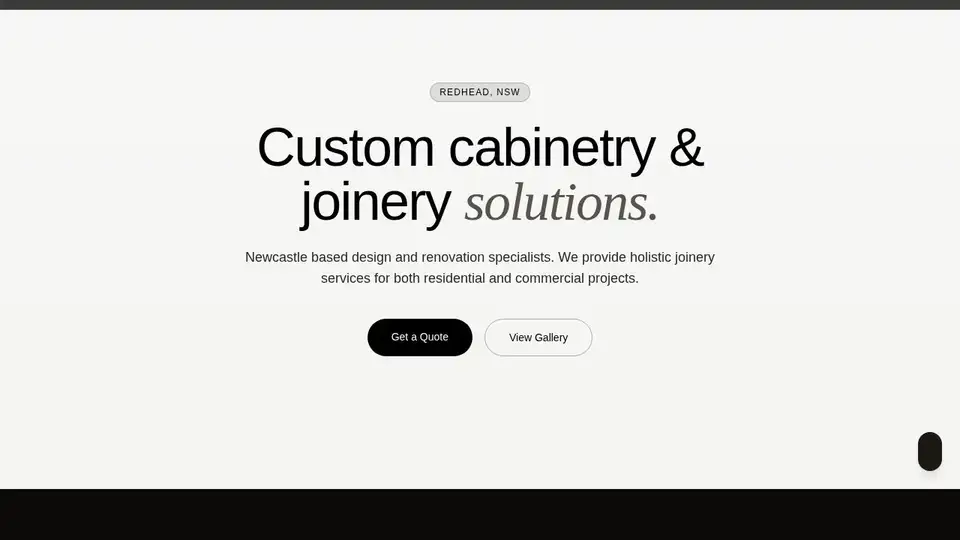 REDHEAD, NSW
Custom cabinetry &
joinery solutions.
Newcastle based design and renovation specialists. We provide holistic joinery
services for both residential and commercial projects.
Get a Quote
View Gallery